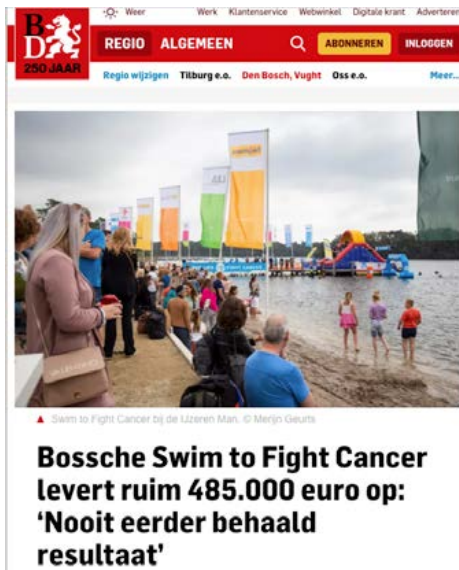 Weer Werk Klantenservice Webwinkel Digitale krant Adverteren
BD
250 JAAR
REGIO ALGEMEEN ABONNEREN INLOGGEN
Regio wijzigen Tilburg e.o. Den Bosch, Vught Oss e.o. Meer...
FIGHT CANCER
▲ Swim to Fight Cancer bij de IJzeren Man. © Merijn Geurts
Bossche Swim to Fight Cancer
levert ruim 485.000 euro op:
‘Nooit eerder behaald
resultaat’